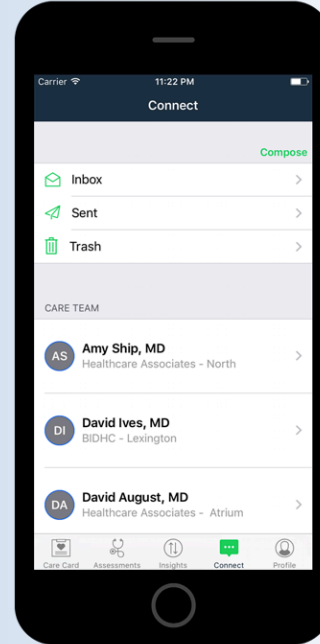 Carrier 11:22 PM
Connect
Compose
Inbox
Sent
Trash
CARE TEAM
AS Amy Ship, MD
Healthcare Associates - North
DI David Ives, MD
BIDHC - Lexington
DA David August, MD
Healthcare Associates - Atrium
Care Card Assessments Insights Connect Profile